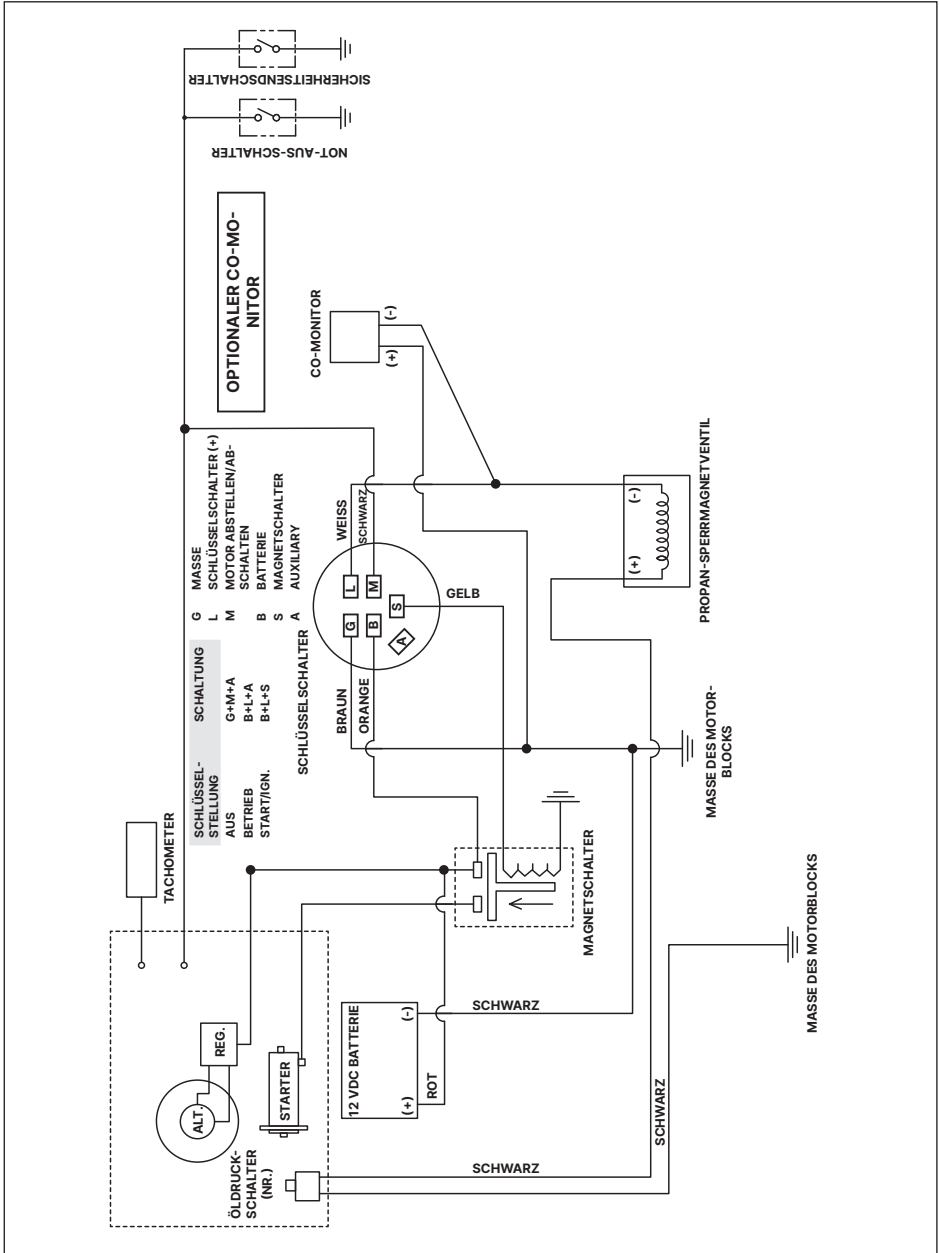 SICHERHEITSENDSCHALTER
NOT-AUS-SCHALTER
OPTIONALER CO-MO-
NITOR
CO-MONITOR
(+)
(-)
SCHLÜSSEL-
STELLUNG
SCHALTUNG
AUS
G+M+A
BETRIEB
B+L+A
START/IGN.
B+L+S
G
MASSE
L
SCHLÜSSELSCHALTER (+)
M
MOTOR ABSTELLEN/AB-
SCHALTEN
B
BATTERIE
S
MAGNETSCHALTER
A
AUXILIARY
SCHLÜSSELSCHALTER
BRAUN
ORANGE
WEISS
SCHWARZ
G
L
B
M
S
A
GELB
PROPAN-SPERRMAGNETVENTIL
(+)
(-)
MASSE DES MOTOR-
BLOCKS
TACHOMETER
MAGNETSCHALTER
REG.
ALT.
STARTER
ÖLDRUCK-
SCHALTER
(NR.)
12 VDC BATTERIE
(+)
(-)
ROT
SCHWARZ
SCHWARZ
SCHWARZ
MASSE DES MOTORBLOCKS